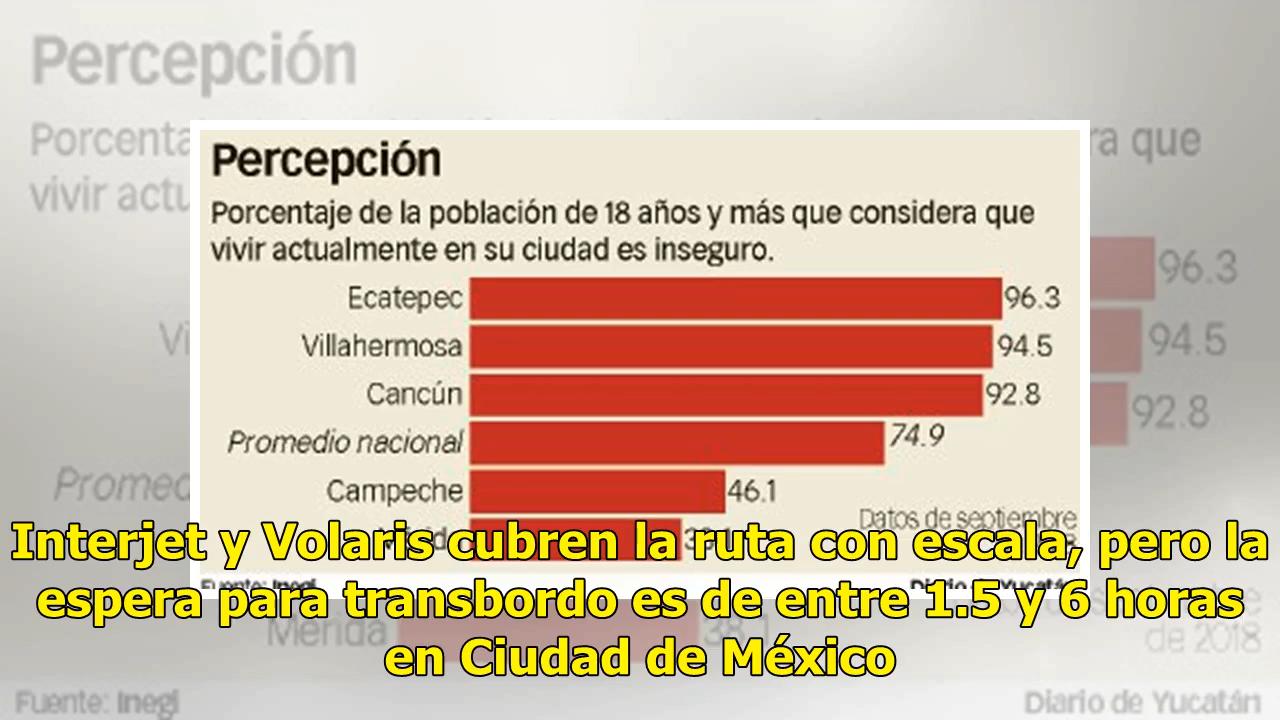 Percepción
Porcentaje de la población de 18 años y más que considera que
vivir actualmente en su ciudad es inseguro.
Ecatepec 96.3
Villahermosa 94.5
Cancún 92.8
Promedio nacional 74.9
Campeche 46.1
Mérida 38.1
Datos de septiembre
de 2018
Fuente: Inegi
Diario de Yucatán
Interjet y Volaris cubren la ruta con escala, pero la
espera para transbordo es de entre 1.5 y 6 horas
en Ciudad de México